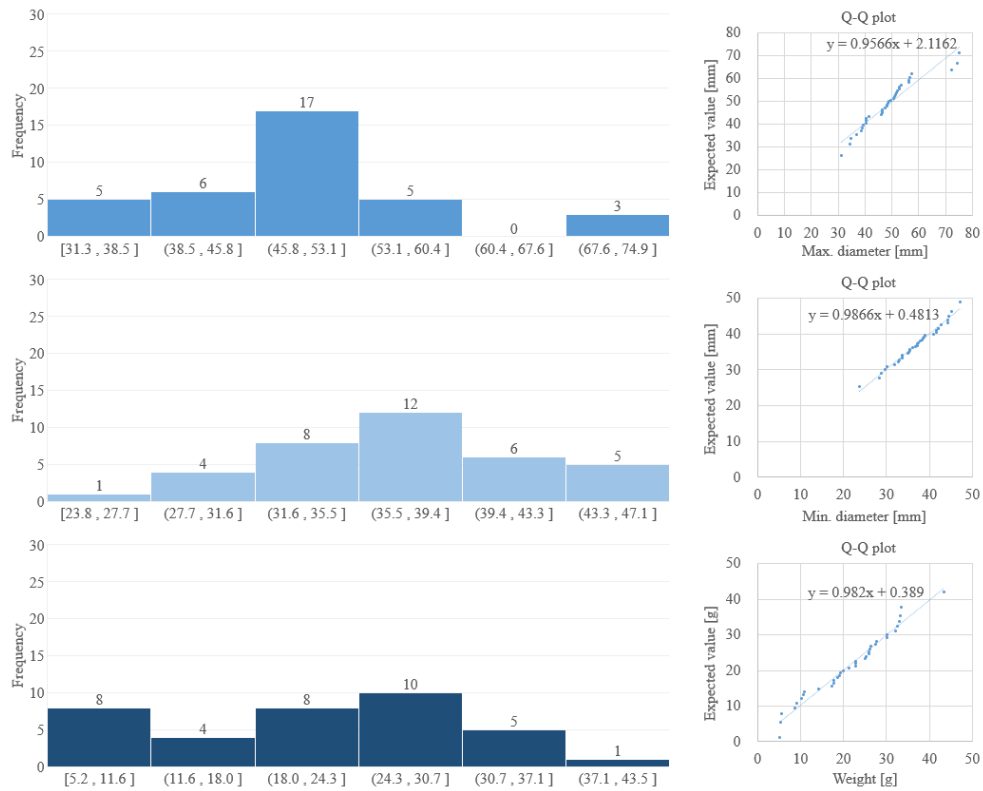 30
25
20
15
10
5
0
Frequency
5
6
17
5
0
3
[31.3 , 38.5 ]
(38.5 , 45.8 ]
(45.8 , 53.1 ]
(53.1 , 60.4 ]
(60.4 , 67.6 ]
(67.6 , 74.9 ]
Q-Q plot
y = 0.9566x + 2.1162
80
70
60
50
40
30
20
10
0
Expected value [mm]
0 10 20 30 40 50 60 70 80
Max. diameter [mm]
30
25
20
15
10
5
0
Frequency
1
4
8
12
6
5
[23.8 , 27.7 ]
(27.7 , 31.6 ]
(31.6 , 35.5 ]
(35.5 , 39.4 ]
(39.4 , 43.3 ]
(43.3 , 47.1 ]
Q-Q plot
y = 0.9866x + 0.4813
50
40
30
20
10
0
Expected value [mm]
0 10 20 30 40 50
Min. diameter [mm]
30
25
20
15
10
5
0
Frequency
8
4
8
10
5
1
[5.2 , 11.6 ]
(11.6 , 18.0 ]
(18.0 , 24.3 ]
(24.3 , 30.7 ]
(30.7 , 37.1 ]
(37.1 , 43.5 ]
Q-Q plot
y = 0.982x + 0.389
50
40
30
20
10
0
Expected value [g]
0 10 20 30 40 50
Weight [g]